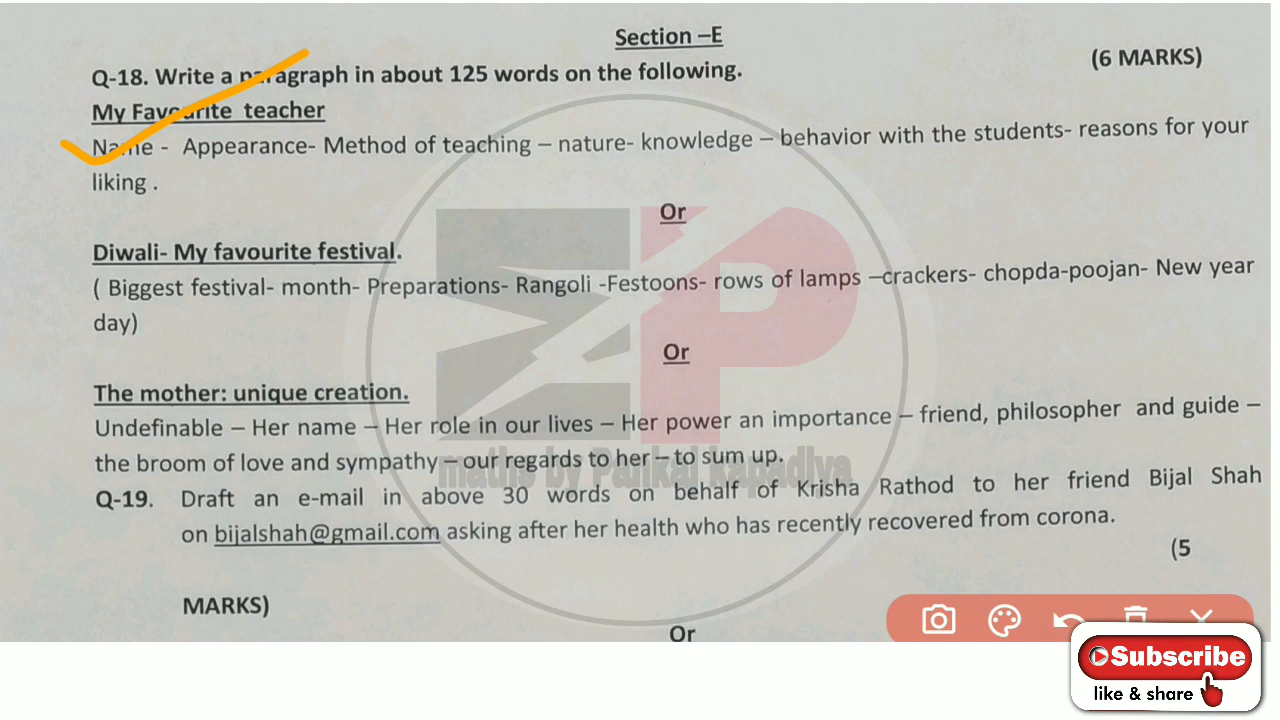 Section –E
(6 MARKS)
Q-18. Write a paragraph in about 125 words on the following.
My Favourite teacher
Name - Appearance- Method of teaching – nature- knowledge – behavior with the students- reasons for your
liking .
Or
Diwali- My favourite festival.
( Biggest festival- month- Preparations- Rangoli -Festoons- rows of lamps –crackers- chopda-poojan- New year
day)
Or
The mother: unique creation.
Undefinable – Her name – Her role in our lives – Her power an importance – friend, philosopher and guide –
the broom of love and sympathy – our regards to her – to sum up.
maths by Pankaj kapadiya
Q-19. Draft an e-mail in above 30 words on behalf of Krisha Rathod to her friend Bijal Shah
on bijalshah@gmail.com asking after her health who has recently recovered from corona.
(5
MARKS)
Or
Subscribe
like & share